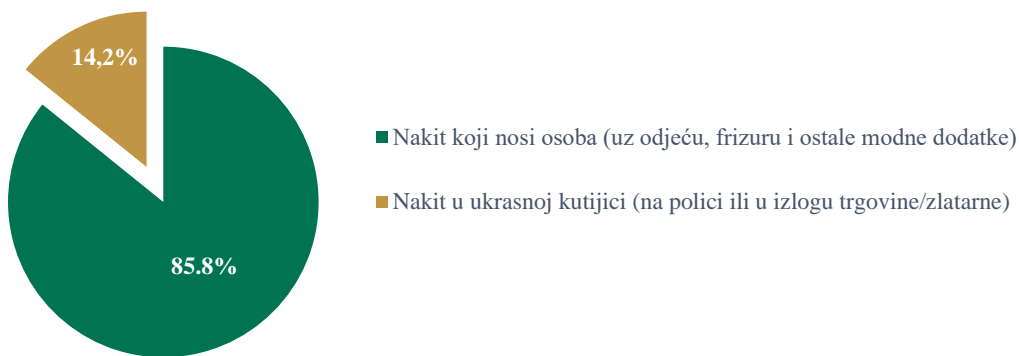 14,2%
Nakit koji nosi osoba (uz odjeću, frizuru i ostale modne dodatke)
Nakit u ukrasnoj kutijici (na polici ili u izlogu trgovine/zlatarne)
85.8%